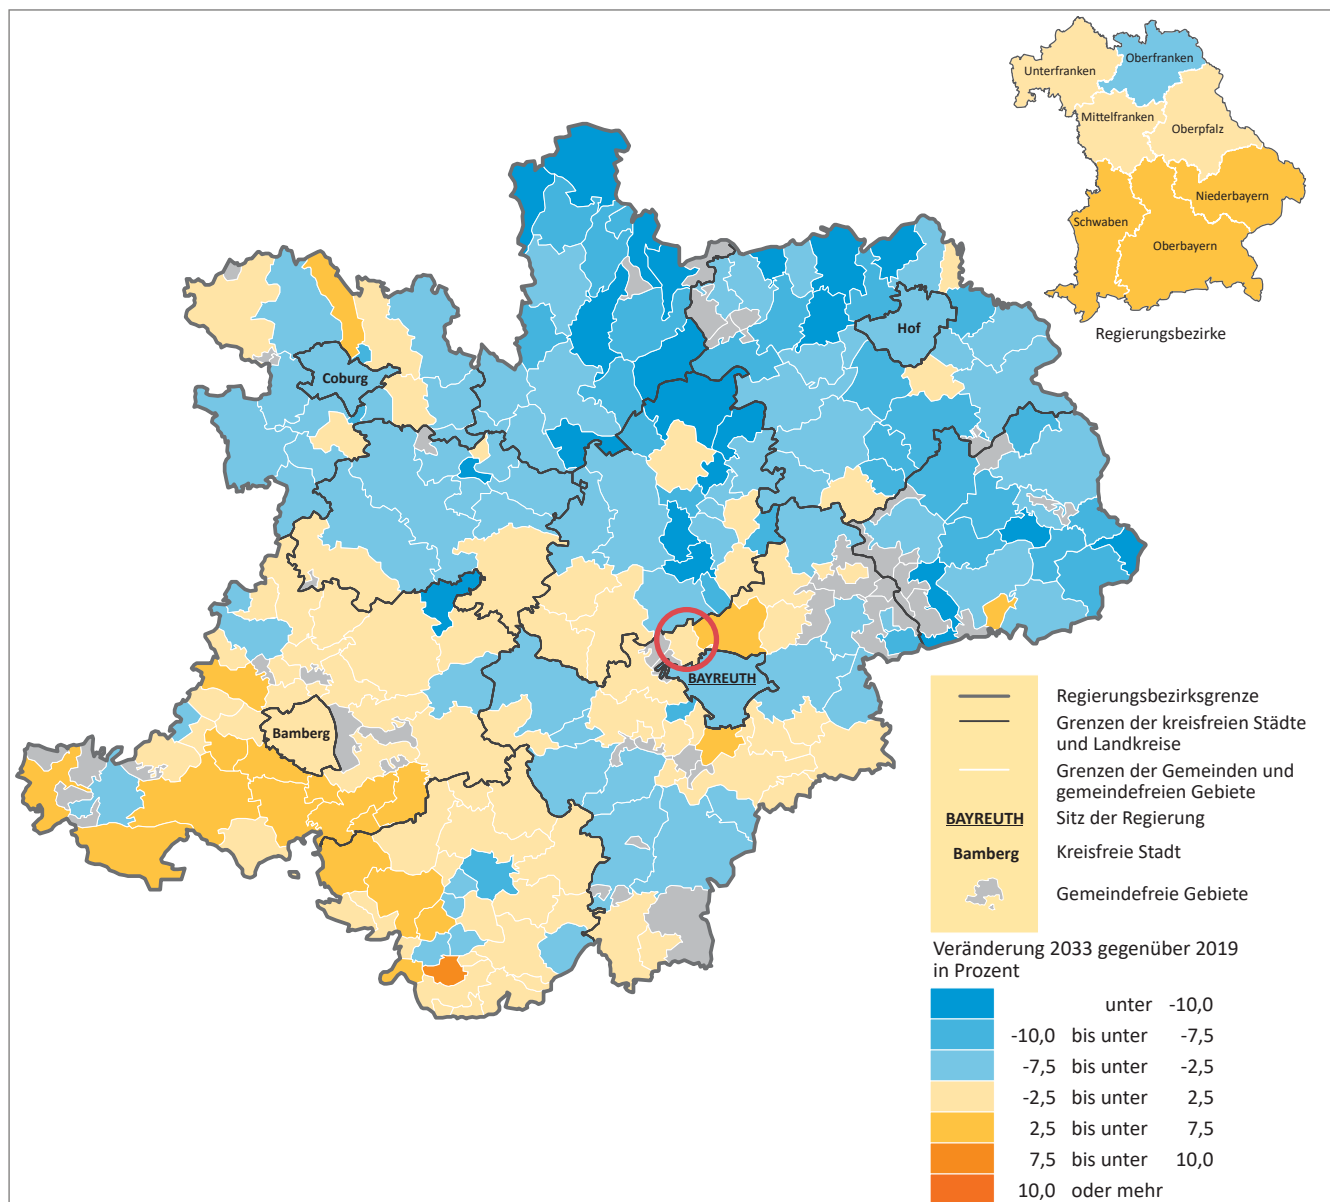 Unterfranken
Oberfranken
Mittelfranken
Oberpfalz
Niederbayern
Schwaben
Oberbayern
Regierungsbezirke
Hof
Coburg
BAYREUTH
Bamberg
Regierungsbezirksgrenze
Grenzen der kreisfreien Städte
und Landkreise
Grenzen der Gemeinden und
gemeindefreien Gebiete
BAYREUTH Sitz der Regierung
Bamberg Kreisfreie Stadt
Gemeindefreie Gebiete
Veränderung 2033 gegenüber 2019
in Prozent
unter -10,0
-10,0 bis unter -7,5
-7,5 bis unter -2,5
-2,5 bis unter 2,5
2,5 bis unter 7,5
7,5 bis unter 10,0
10,0 oder mehr